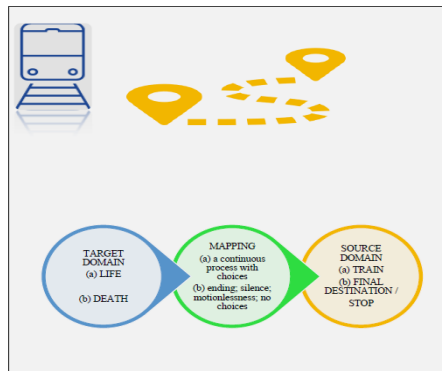 TARGET
DOMAIN
(a) LIFE
(b) DEATH
MAPPING
(a) a continuous
process with
choices
(b) ending; silence;
motionlessness; no
choices
SOURCE
DOMAIN
(a) TRAIN
(b) FINAL
DESTINATION /
STOP